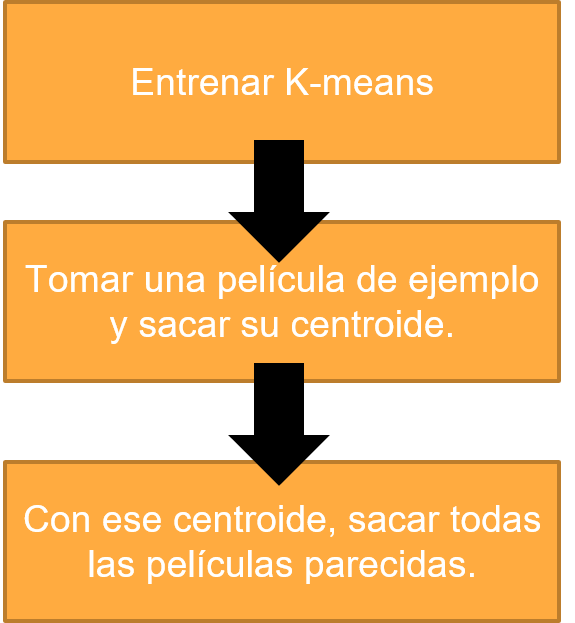 Entrenar K-means
Tomar una película de ejemplo
y sacar su centroide.
Con ese centroide, sacar todas
las películas parecidas.